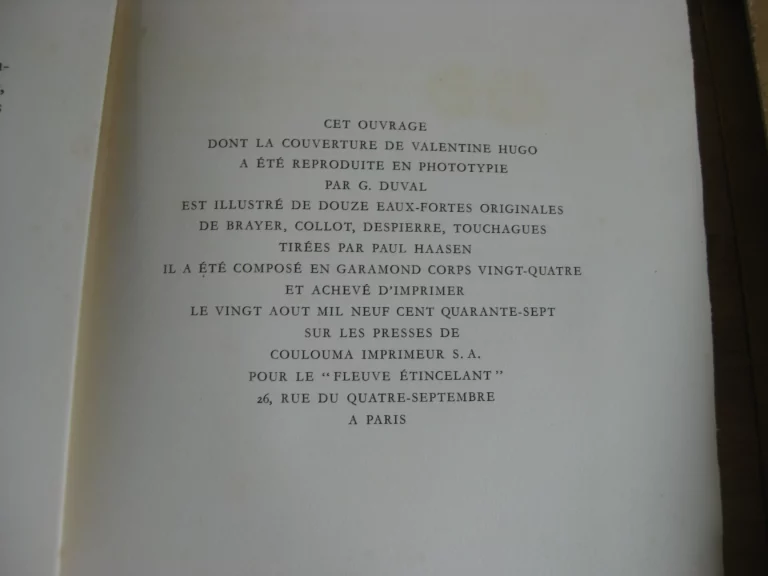 CET OUVRAGE
DONT LA COUVERTURE DE VALENTINE HUGO
A ÉTÉ REPRODUITE EN PHOTOTYPIE
PAR G. DUVAL
EST ILLUSTRÉ DE DOUZE EAUX-FORTES ORIGINALES
DE BRAYER, COLLOT, DESPIERRE, TOUCHAGUES
TIRÉES PAR PAUL HAASEN
IL A ÉTÉ COMPOSÉ EN GARAMOND CORPS VINGT-QUATRE
ET ACHEVÉ D'IMPRIMER
LE VINGT AOUT MIL NEUF CENT QUARANTE-SEPT
SUR LES PRESSES DE
COULOUMA IMPRIMEUR S.A.
POUR LE "FLEUVE ÉTINCELANT"
26, RUE DU QUATRE-SEPTEMBRE
A PARIS